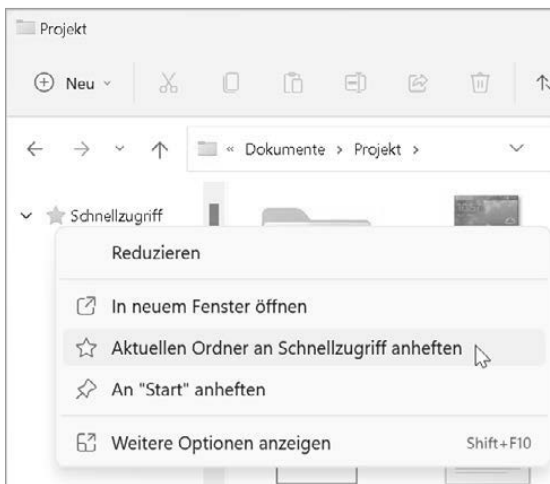 Projekt
Neu
« Dokumente > Projekt >
Schnellzugriff
Reduzieren
In neuem Fenster öffnen
Aktuellen Ordner an Schnellzugriff anheften
An "Start" anheften
Weitere Optionen anzeigen Shift+F10